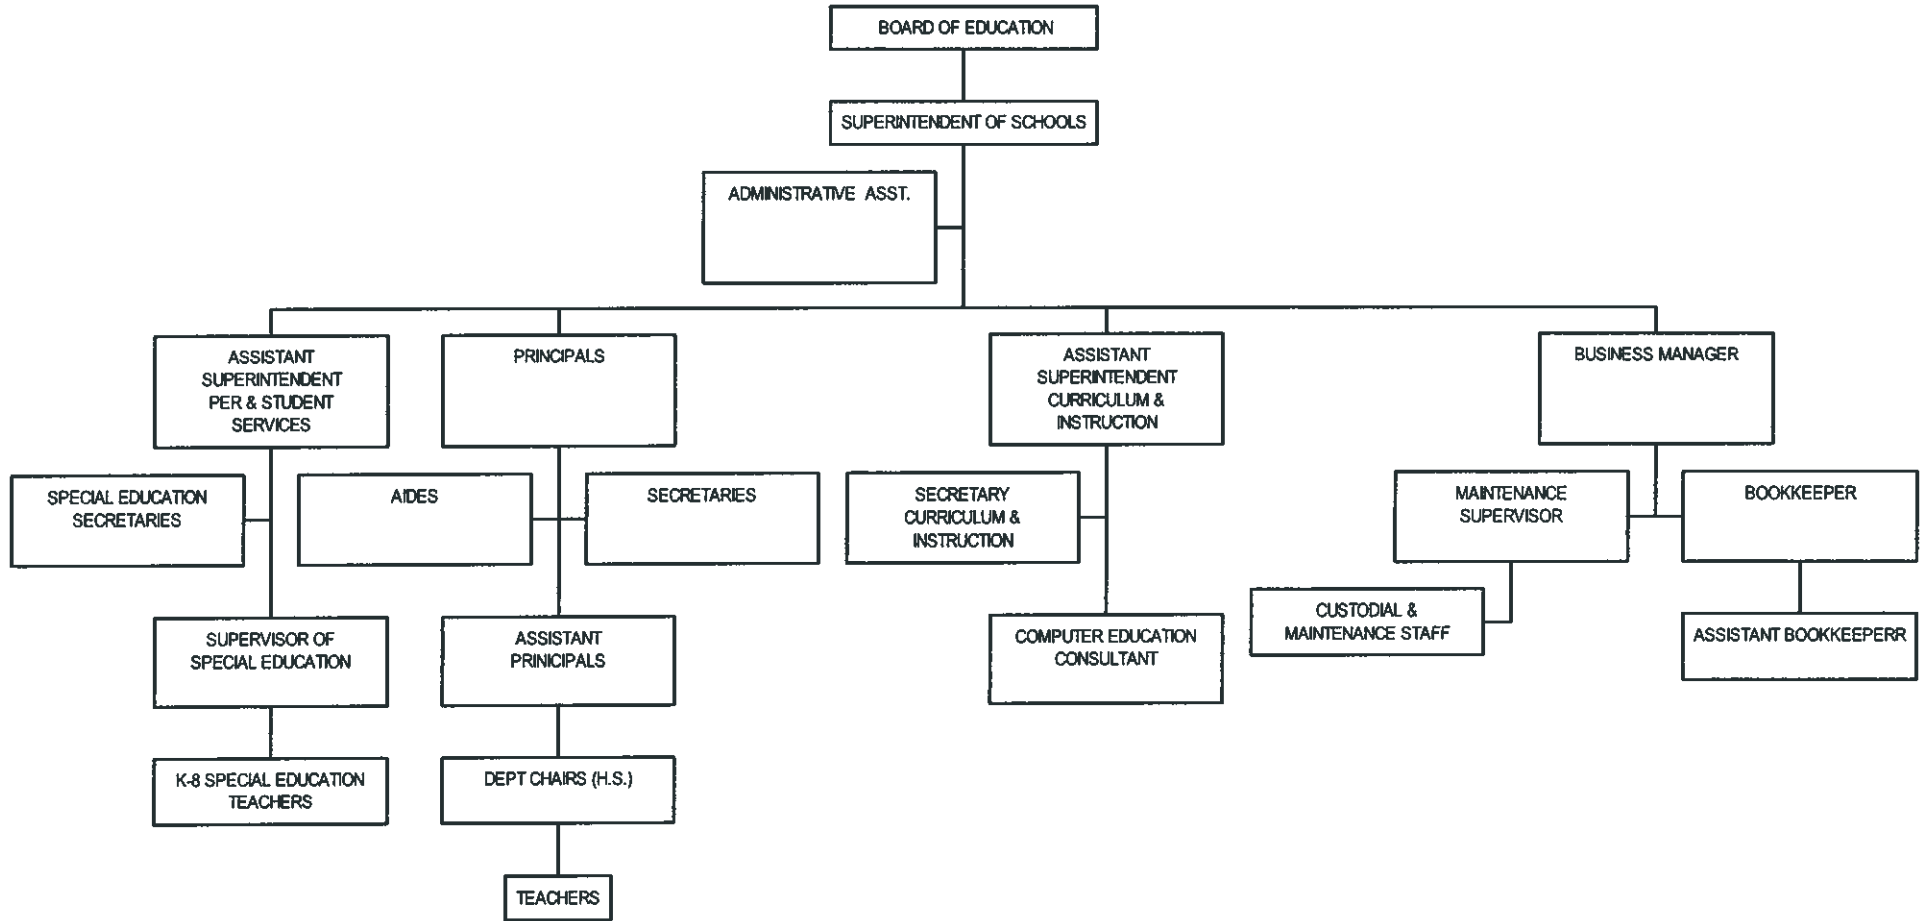 BOARD OF EDUCATION
SUPERINTENDENT OF SCHOOLS
ADMINISTRATIVE ASST.
ASSISTANT
SUPERINTENDENT
PER & STUDENT
SERVICES
PRINCIPALS
ASSISTANT
SUPERINTENDENT
CURRICULUM &
INSTRUCTION
BUSINESS MANAGER
SPECIAL EDUCATION
SECRETARIES
AIDES
SECRETARIES
SECRETARY
CURRICULUM &
INSTRUCTION
MAINTENANCE
SUPERVISOR
BOOKKEEPER
SUPERVISOR OF
SPECIAL EDUCATION
ASSISTANT
PRINICIPALS
COMPUTER EDUCATION
CONSULTANT
CUSTODIAL &
MAINTENANCE STAFF
ASSISTANT BOOKKEEPERR
K-8 SPECIAL EDUCATION
TEACHERS
DEPT CHAIRS (H.S.)
TEACHERS